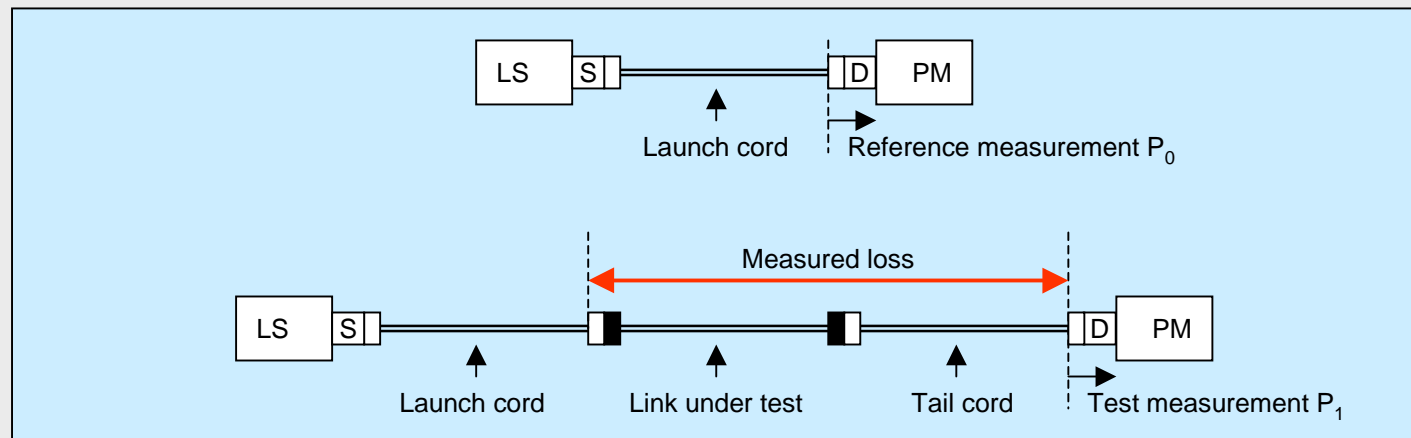 LS S D PM
Launch cord Reference measurement P₀
Measured loss
LS S D PM
Launch cord Link under test Tail cord Test measurement P₁